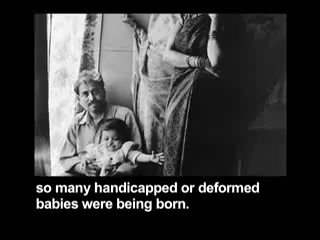 so many handicapped or deformed
babies were being born.